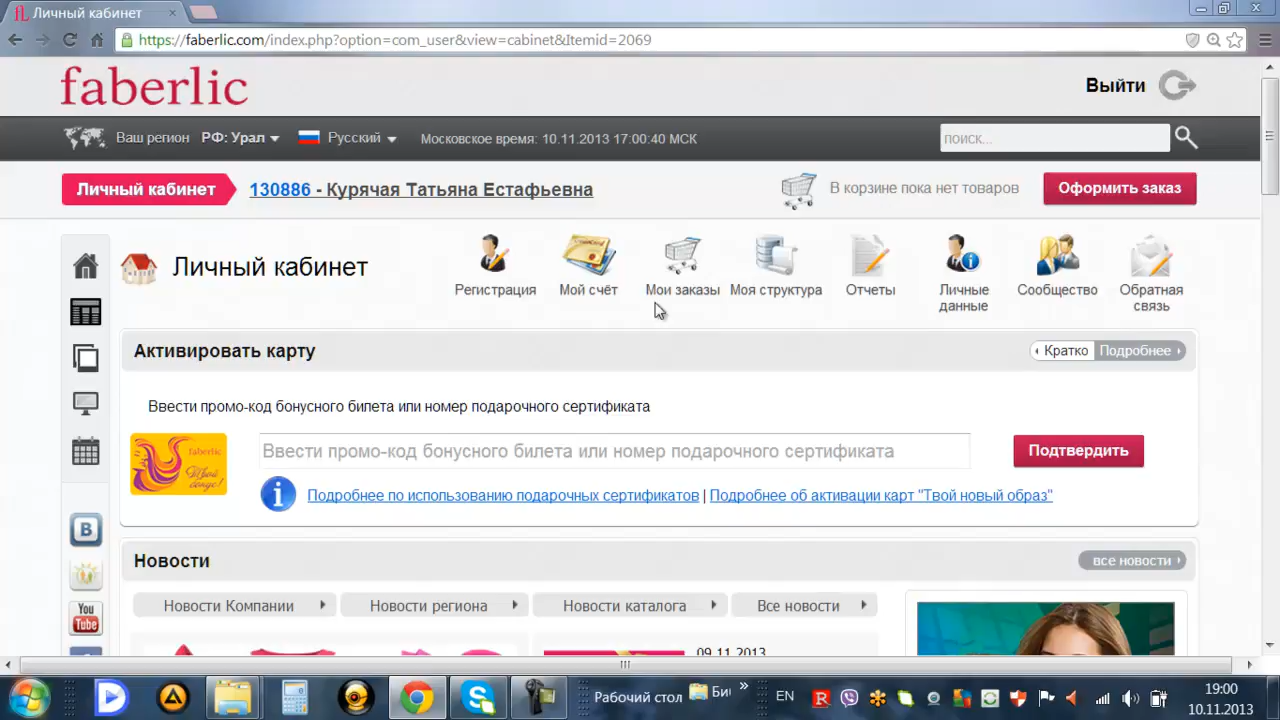 Личный кабинет
https://faberlic.com/index.php?option=com_user&view=cabinet&Itemid=2069
faberlic
Выйти
Ваш регион РФ: Урал Русский Московское время: 10.11.2013 17:00:40 МСК поиск...
Личный кабинет 130886 - Курячая Татьяна Естафьевна В корзине пока нет товаров Оформить заказ
Личный кабинет
Регистрация Мой счёт Мои заказы Моя структура Отчеты Личные данные Сообщество Обратная связь
Активировать карту Кратко Подробнее
Ввести промо-код бонусного билета или номер подарочного сертификата
faberlic
Ввести промо-код бонусного билета или номер подарочного сертификата Подтвердить
Подробнее по использованию подарочных сертификатов | Подробнее об активации карт "Твой новый образ"
Новости все новости
Новости Компании Новости региона Новости каталога Все новости
You
Tube
09.11.2013
Рабочий стол Би » EN 19:00
10.11.2013